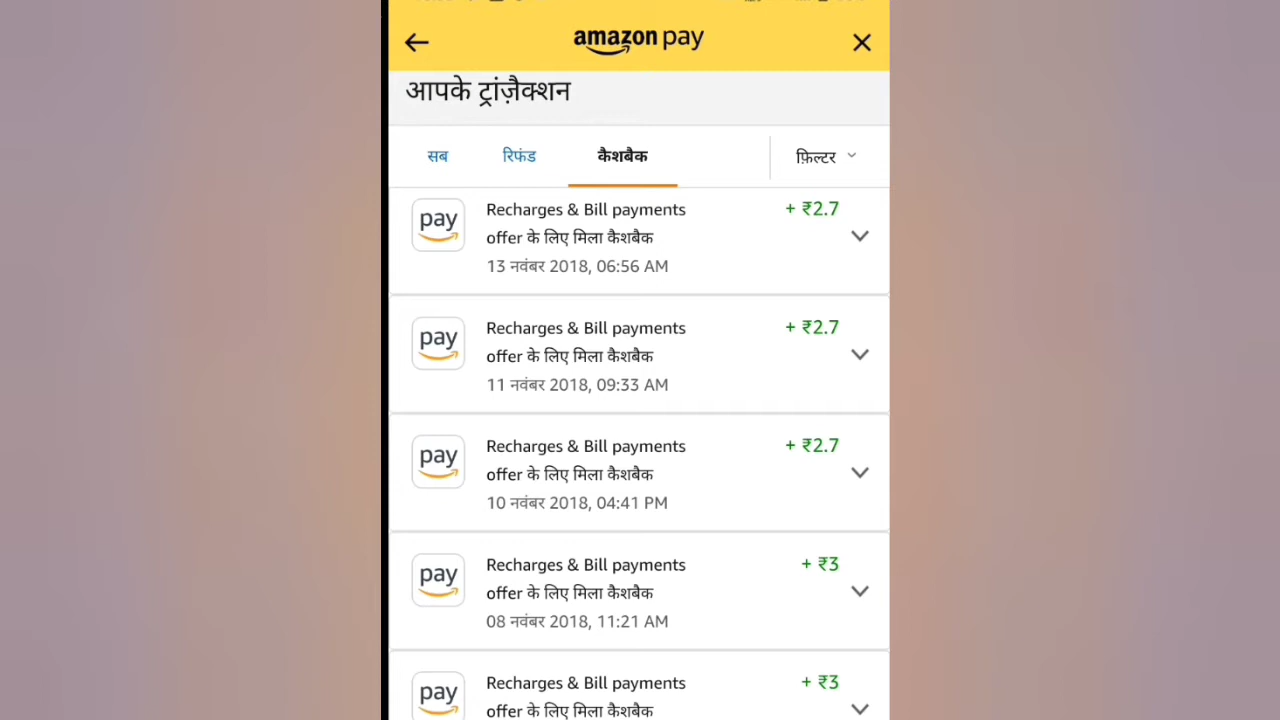 amazon pay
आपके ट्रांज़ैक्शन
सब रिफंड कैशबैक फ़िल्टर
pay Recharges & Bill payments + ₹2.7
offer के लिए मिला कैशबैक
13 नवंबर 2018, 06:56 AM
pay Recharges & Bill payments + ₹2.7
offer के लिए मिला कैशबैक
11 नवंबर 2018, 09:33 AM
pay Recharges & Bill payments + ₹2.7
offer के लिए मिला कैशबैक
10 नवंबर 2018, 04:41 PM
pay Recharges & Bill payments + ₹3
offer के लिए मिला कैशबैक
08 नवंबर 2018, 11:21 AM
pay Recharges & Bill payments + ₹3
offer के लिए मिला कैशबैक